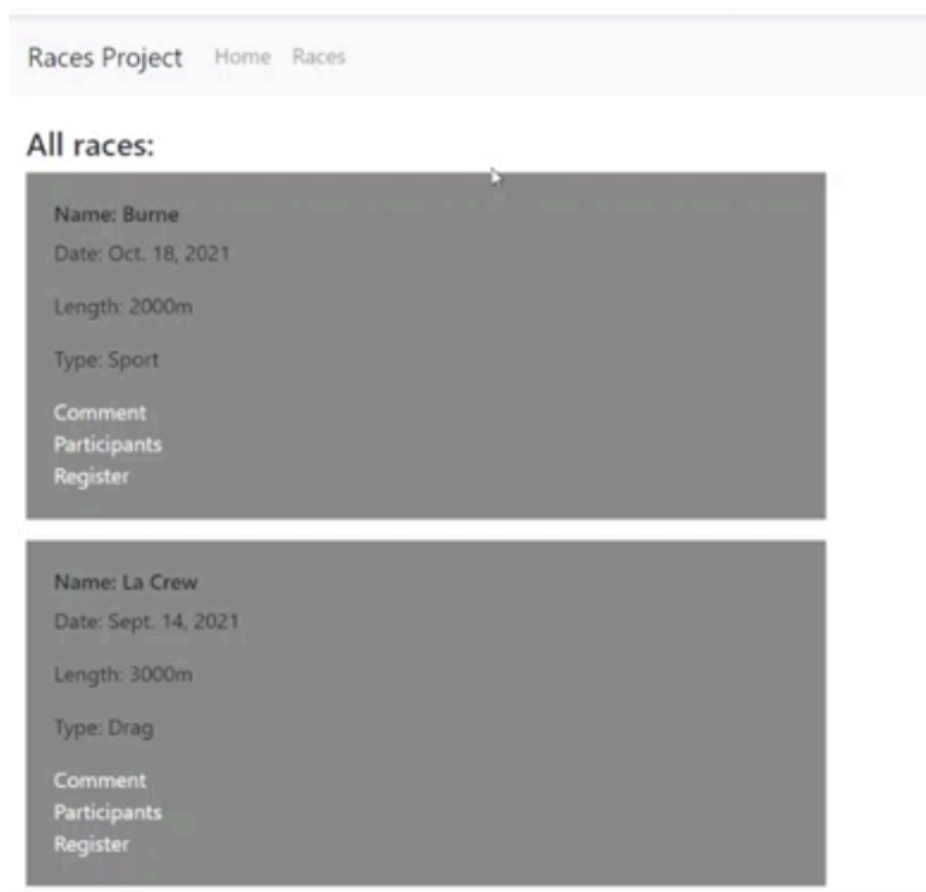 Races Project Home Races
All races:
Name: Burne
Date: Oct. 18, 2021
Length: 2000m
Type: Sport
Comment
Participants
Register
Name: La Crew
Date: Sept. 14, 2021
Length: 3000m
Type: Drag
Comment
Participants
Register